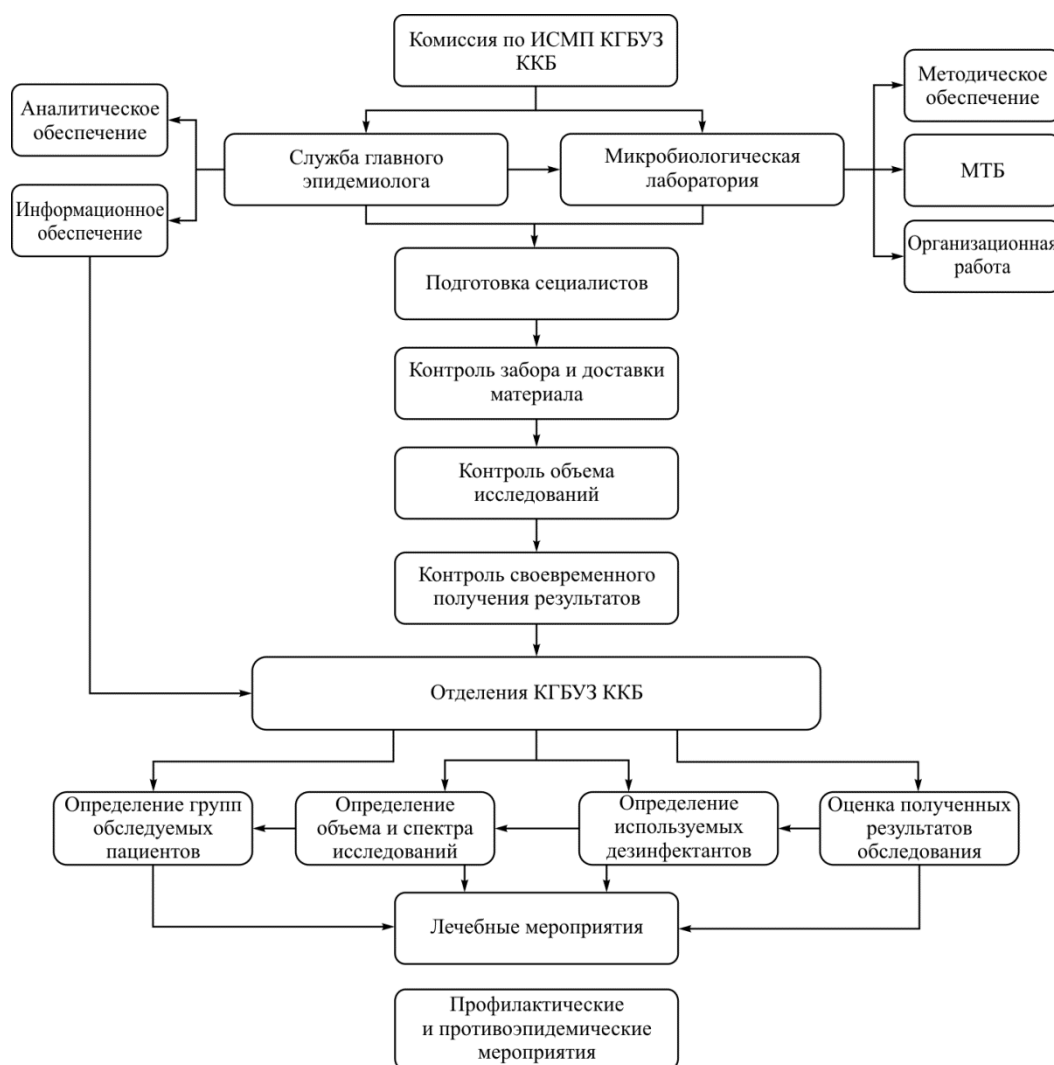 Комиссия по ИСМП КГБУЗ
ККБ
Аналитическое
обеспечение
Методическое
обеспечение
Служба главного
эпидемиолога
Микробиологическая
лаборатория
МТБ
Информационное
обеспечение
Организационная
работа
Подготовка сециалистов
Контроль забора и доставки
материала
Контроль объема
исследований
Контроль своевременного
получения результатов
Отделения КГБУЗ ККБ
Определение групп
обследуемых
пациентов
Определение
объема и спектра
исследований
Определение
используемых
дезинфектантов
Оценка полученных
результатов
обследования
Лечебные мероприятия
Профилактические
и противоэпидемические
мероприятия